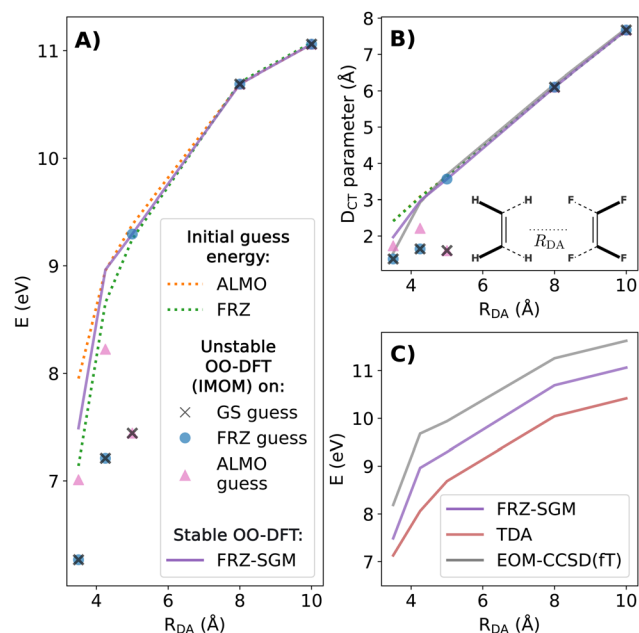 A)
11
10
9
8
7
E (eV)
Initial guess
energy:
ALMO
FRZ
Unstable
OO-DFT
(IMOM) on:
GS guess
FRZ guess
ALMO
guess
Stable OO-DFT:
FRZ-SGM
4
6
8
10
R_DA (Å)
B)
8
7
6
5
4
3
2
D_CT parameter (Å)
H
H
H
H
R_DA
F
F
F
F
4
6
8
10
R_DA (Å)
C)
11
10
9
8
7
E (eV)
FRZ-SGM
TDA
EOM-CCSD(fT)
4
6
8
10
R_DA (Å)